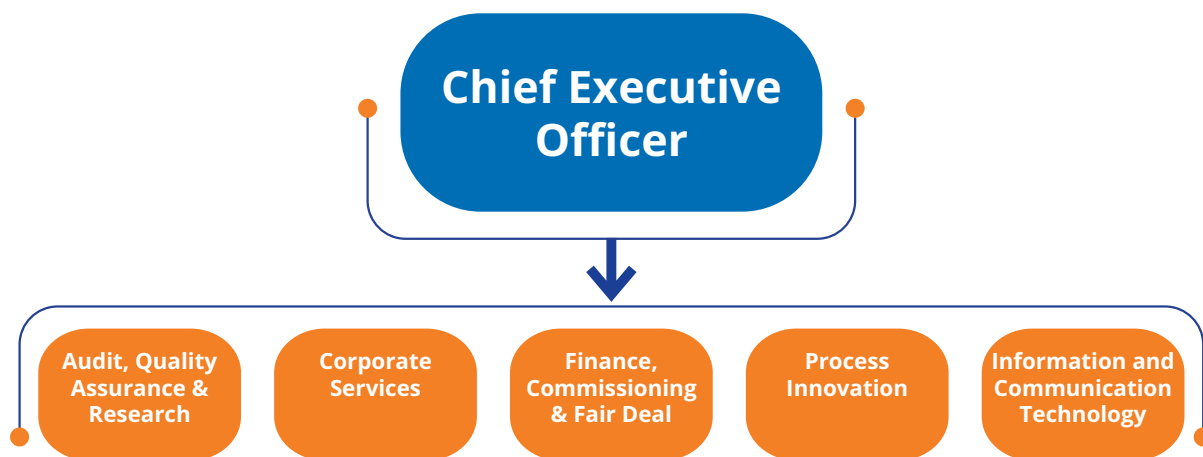 Chief Executive
Officer
Audit, Quality
Assurance &
Research
Corporate
Services
Finance,
Commissioning
& Fair Deal
Process
Innovation
Information and
Communication
Technology